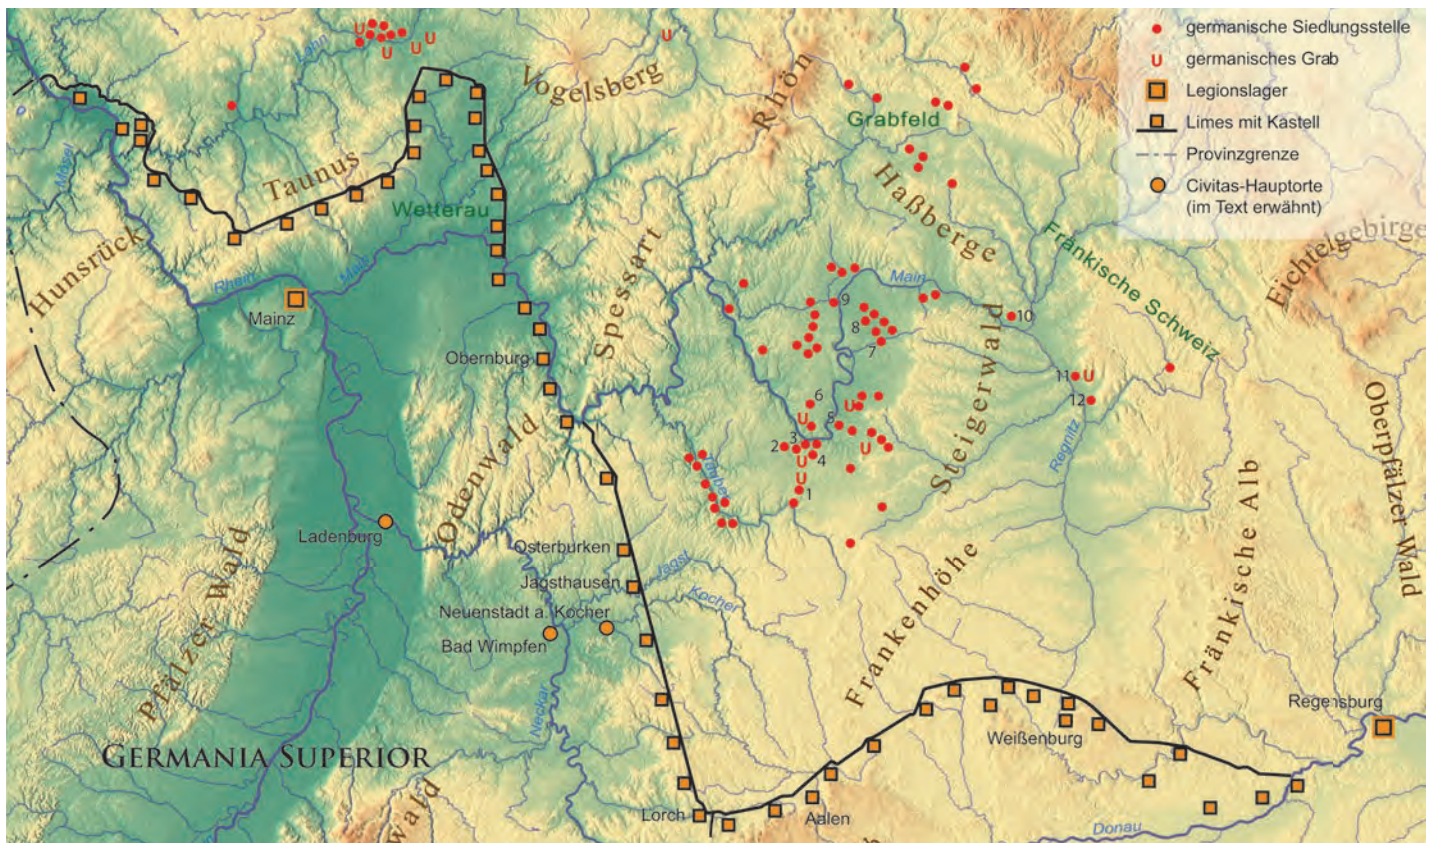 germanische Siedlungsstelle
U germanisches Grab
Legionslager
Limes mit Kastell
Provinzgrenze
Civitas-Hauptorte
(im Text erwähnt)
Lahn
U
U
U
U
U
Vogelsberg
Rhön
Grabfeld
Mosel
Taunus
Wetterau
Haßberge
Fränkische Schweiz
Fichtelgebirge
Hunsrück
Rhein
Main
Mainz
Spessart
Main
9
8
7
10
Obernburg
Steigerwald
11
U
12
Regnitz
Oberpfälzer Wald
6
U
U
5
3
2
4
U
U
U
1
Tauber
Odenwald
Ladenburg
Pfälzer Wald
Osterburken
Jagsthausen
Jagst
Kocher
Neuenstadt a. Kocher
Bad Wimpfen
Neckar
Frankenhöhe
Fränkische Alb
Regensburg
Weißenburg
GERMANIA SUPERIOR
wald
Lorch
Aalen
Donau